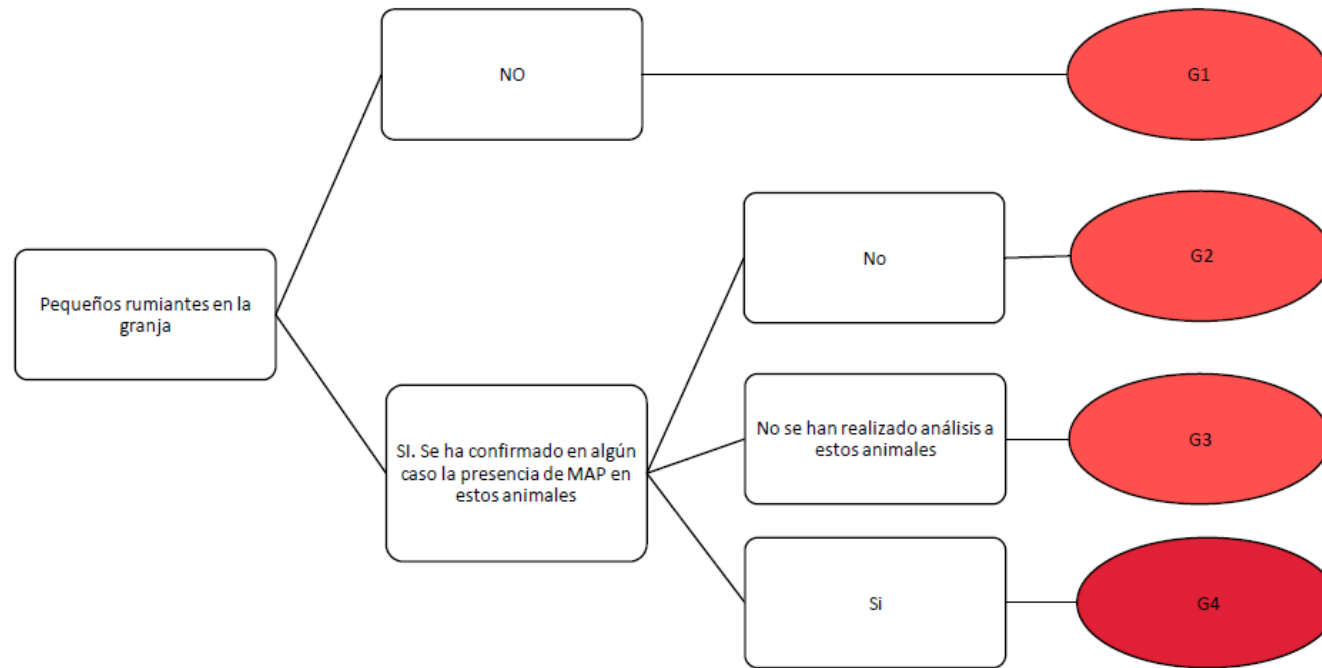 NO
G1
No
G2
Pequeños rumiantes en la
granja
SI. Se ha confirmado en algún
caso la presencia de MAP en
estos animales
No se han realizado análisis a
estos animales
G3
Si
G4